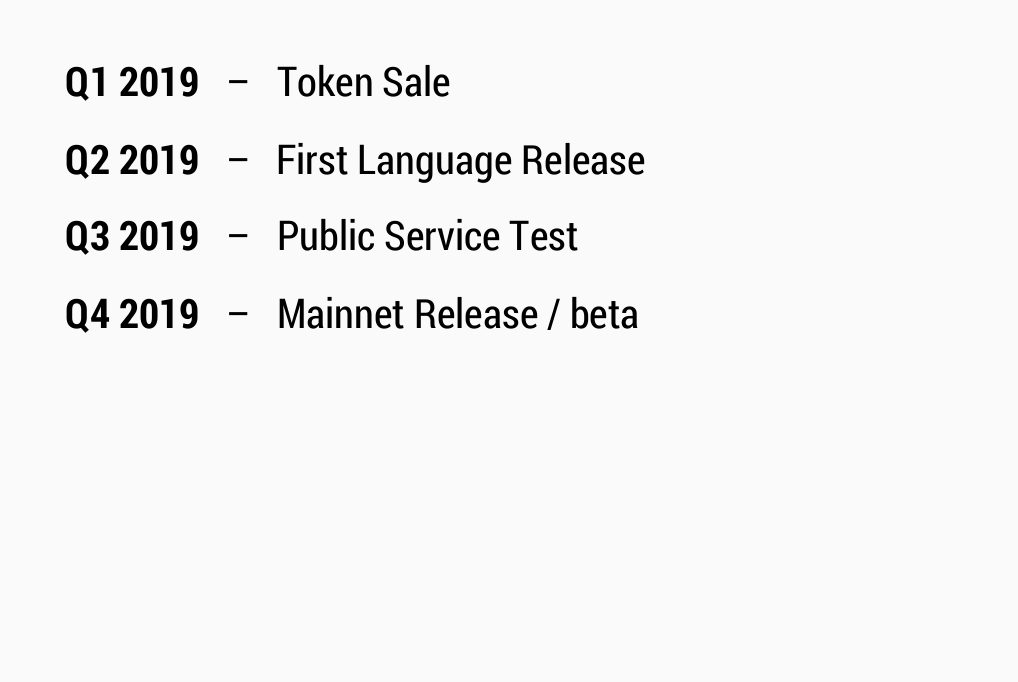 Q1 2019 – Token Sale
Q2 2019 – First Language Release
Q3 2019 – Public Service Test
Q4 2019 – Mainnet Release / beta